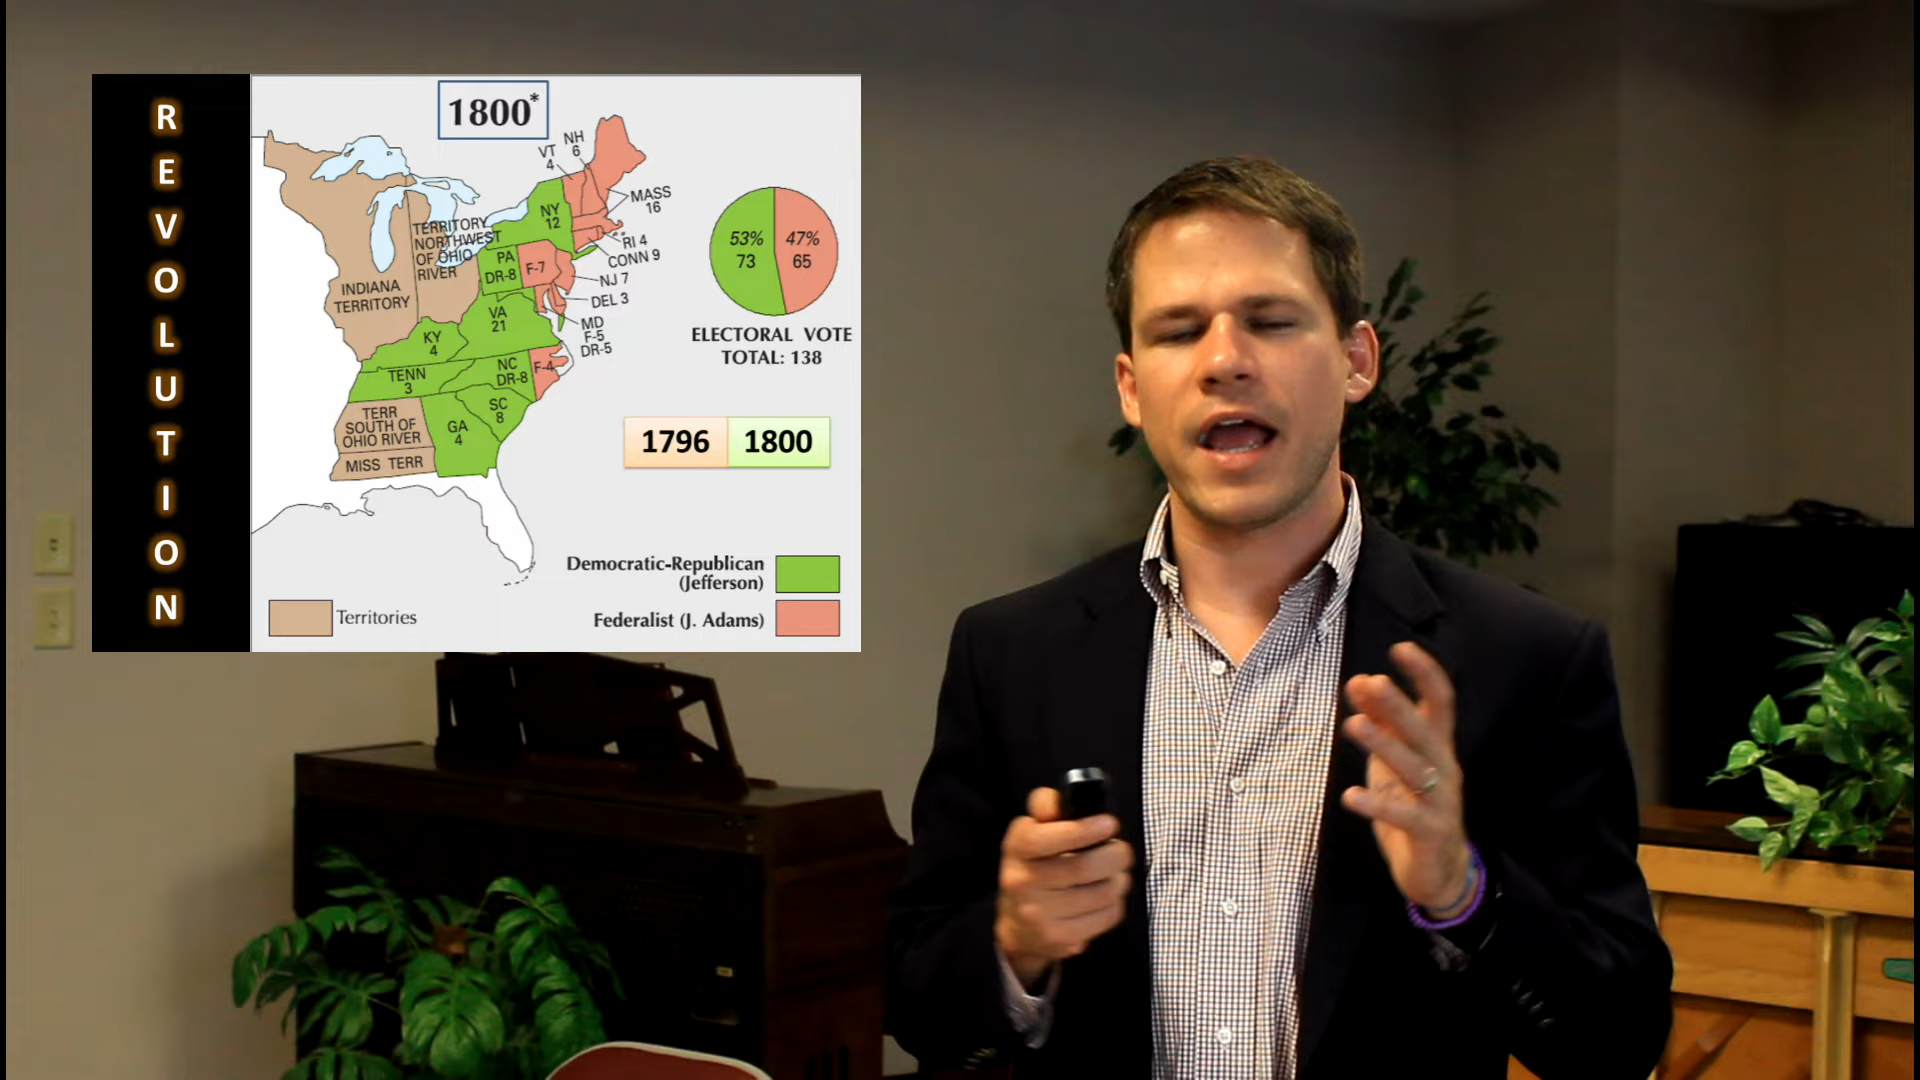 REVOLUTION
1800*
NH
6
VT
4
MASS
16
NY
12
RI 4
CONN 9
NJ 7
DEL 3
MD
F-5
DR-5
TERRITORY
NORTHWEST
OF OHIO
RIVER
PA
DR-8
F-7
INDIANA
TERRITORY
VA
21
KY
4
NC
DR-8
F-4
TENN
3
SC
8
TERR
SOUTH OF
OHIO RIVER
GA
4
MISS TERR
53%
73
47%
65
ELECTORAL VOTE
TOTAL: 138
1796
1800
Democratic-Republican
(Jefferson)
Federalist (J. Adams)
Territories